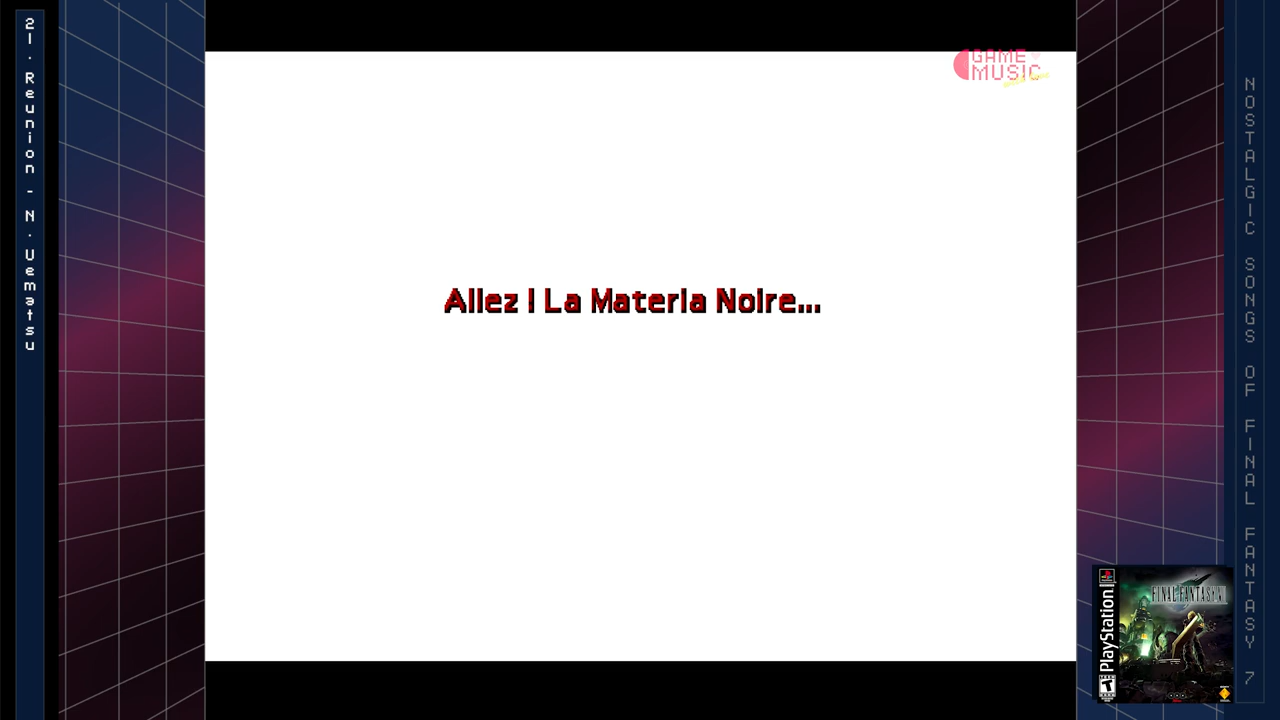 21. Reunion - N. Uematsu
GAME
MUSIC
Allez ! La Materia Noire...
NOSTALGIC SONGS OF FINAL FANTASY 7
PlayStation
FINAL FANTASY VII
T